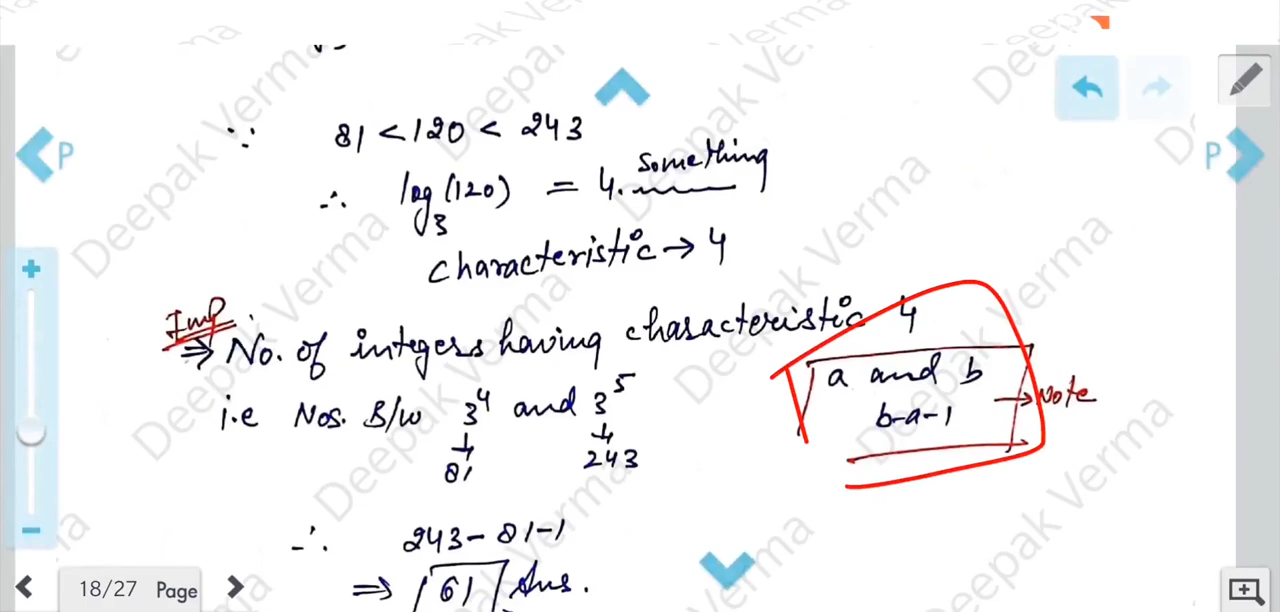 ∵ 81 < 120 < 243
∴ log₃(120) = 4.something
characteristic → 4
Imp
⇒ No. of integers having characteristic 4
i.e Nos. B/w 3⁴ and 3⁵
81 243
a and b
b-a-1
→ Note
∴ 243 - 81 - 1
⇒ 161 Ans.
P
P
18/27 Page
Deepak Verma